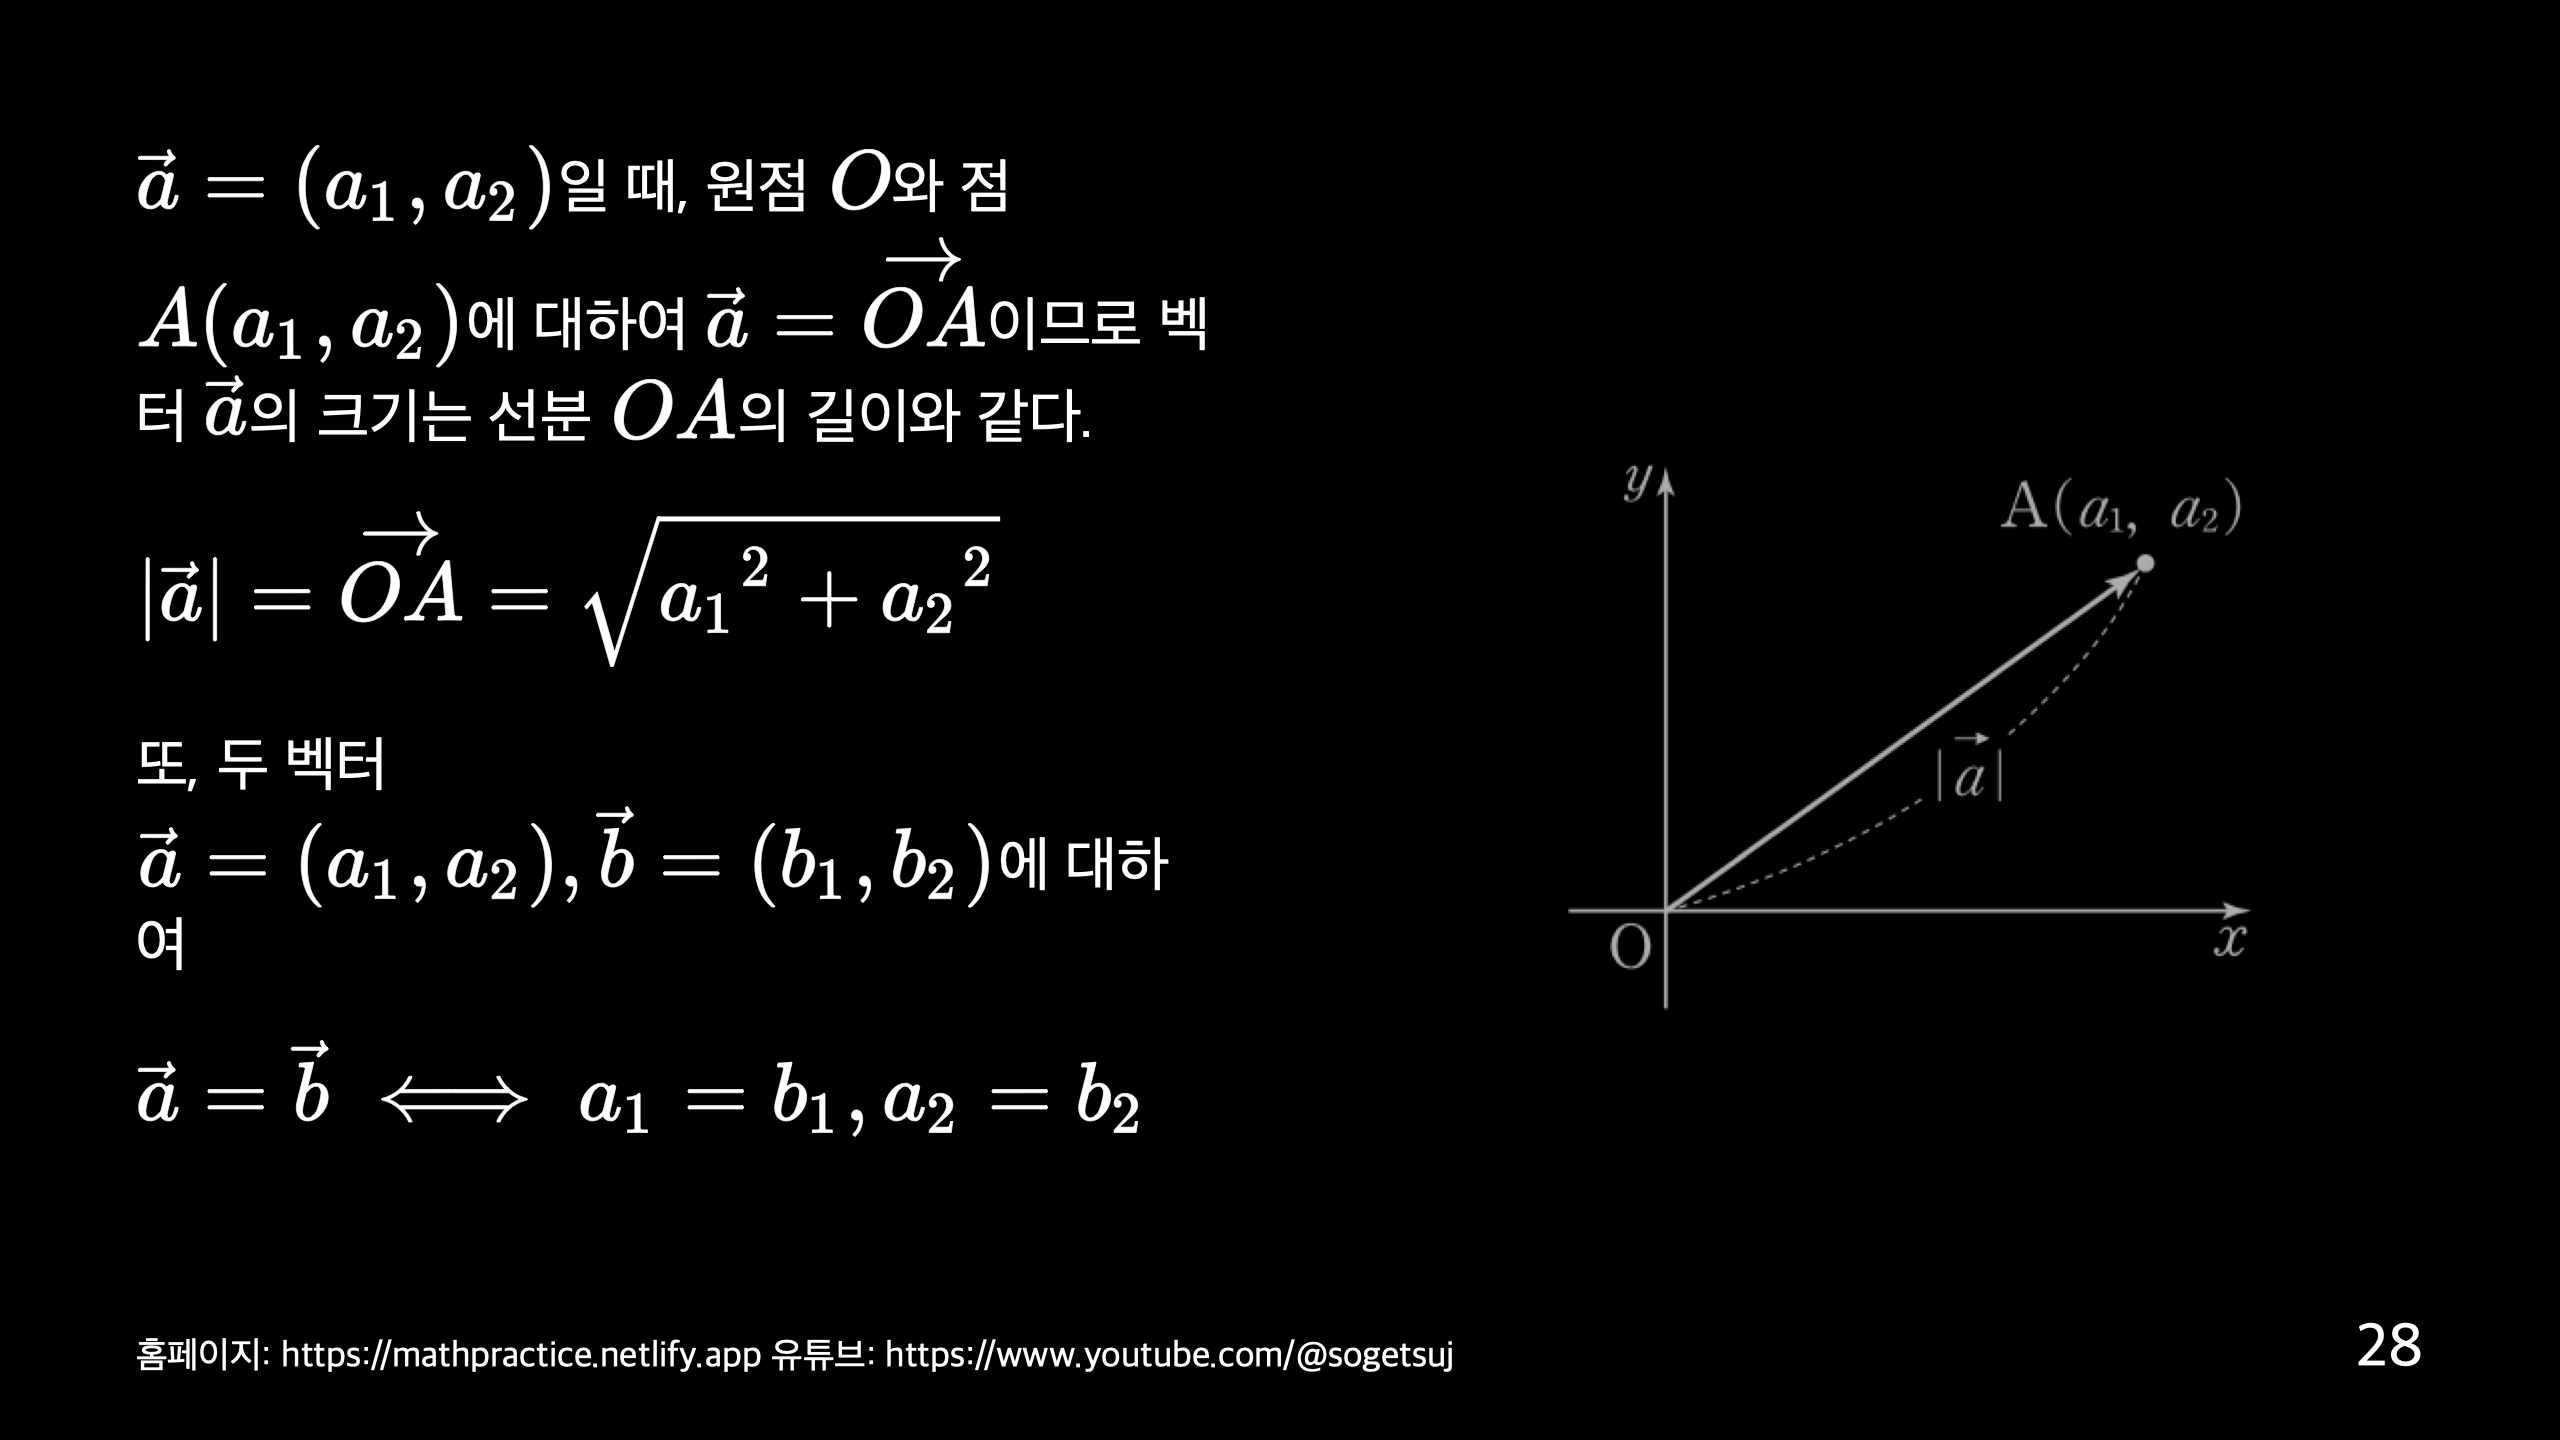 $\vec{a} = (a_1, a_2)$일 때, 원점 $O$와 점
$A(a_1, a_2)$에 대하여 $\vec{a} = \overrightarrow{OA}$이므로 벡
터 $\vec{a}$의 크기는 선분 $OA$의 길이와 같다.
$|\vec{a}| = \overrightarrow{OA} = \sqrt{{a_1}^2 + {a_2}^2}$
또, 두 벡터
$\vec{a} = (a_1, a_2), \vec{b} = (b_1, b_2)$에 대하
여
$\vec{a} = \vec{b} \iff a_1 = b_1, a_2 = b_2$
y
A($a_1$, $a_2$)
$|\vec{a}|$
O
x
홈페이지: https://mathpractice.netlify.app 유튜브: https://www.youtube.com/@sogetsuj
28